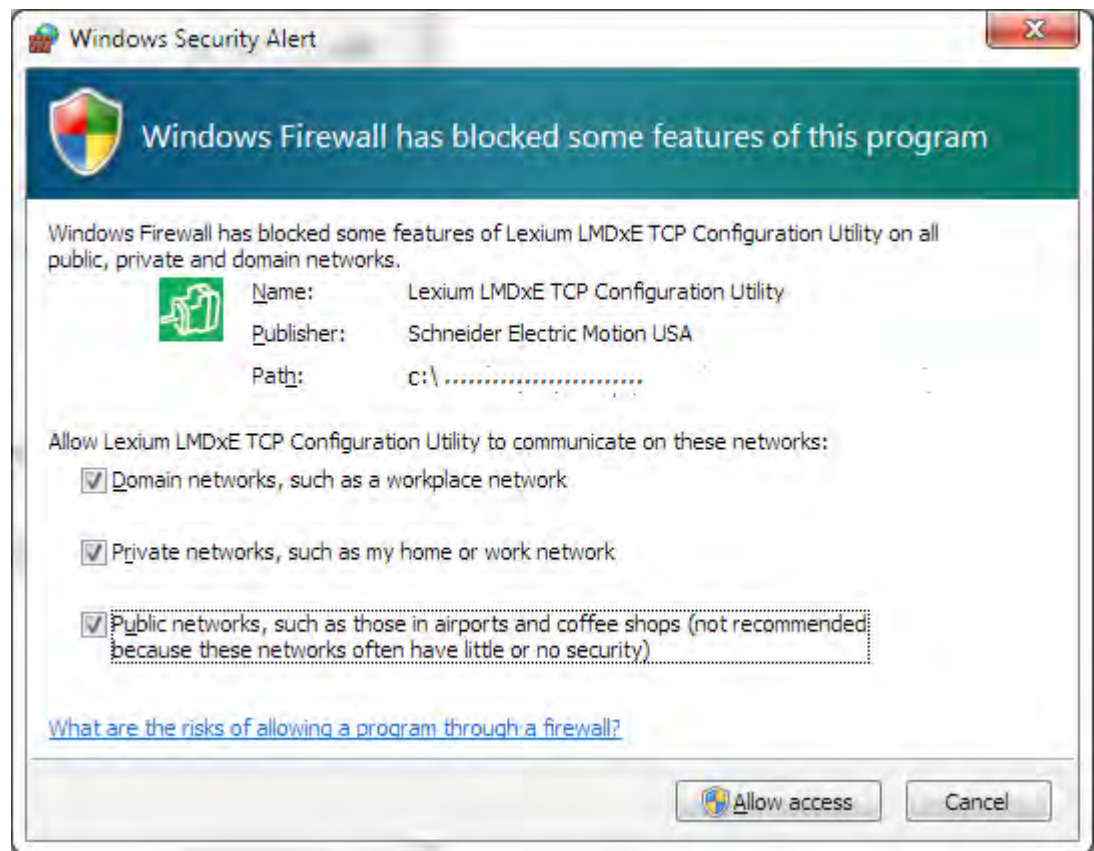 Windows Security Alert
Windows Firewall has blocked some features of this program
Windows Firewall has blocked some features of Lexium LMDxE TCP Configuration Utility on all
public, private and domain networks.
Name: Lexium LMDxE TCP Configuration Utility
Publisher: Schneider Electric Motion USA
Path: c:\ .........................
Allow Lexium LMDxE TCP Configuration Utility to communicate on these networks:
Domain networks, such as a workplace network
Private networks, such as my home or work network
Public networks, such as those in airports and coffee shops (not recommended
because these networks often have little or no security)
What are the risks of allowing a program through a firewall?
Allow access Cancel